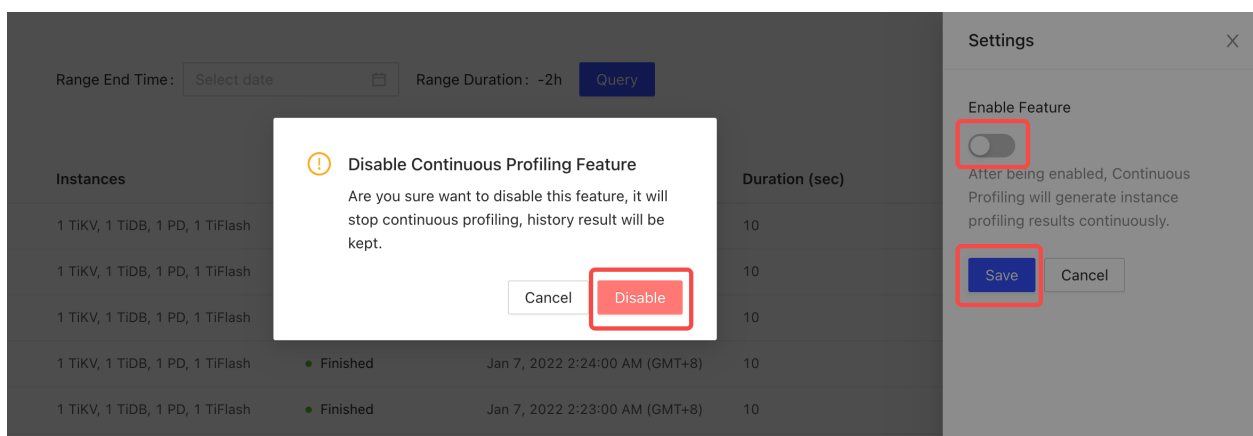 Settings
Range End Time :
Select date
Range Duration : -2h
Query
Enable Feature
After being enabled, Continuous
Profiling will generate instance
profiling results continuously.
Save
Cancel
Disable Continuous Profiling Feature
Are you sure want to disable this feature, it will
stop continuous profiling, history result will be
kept.
Cancel
Disable
Instances
Duration (sec)
1 TiKV, 1 TiDB, 1 PD, 1 TiFlash
10
1 TiKV, 1 TiDB, 1 PD, 1 TiFlash
10
1 TiKV, 1 TiDB, 1 PD, 1 TiFlash
10
1 TiKV, 1 TiDB, 1 PD, 1 TiFlash
Finished
Jan 7, 2022 2:24:00 AM (GMT+8)
10
1 TiKV, 1 TiDB, 1 PD, 1 TiFlash
Finished
Jan 7, 2022 2:23:00 AM (GMT+8)
10